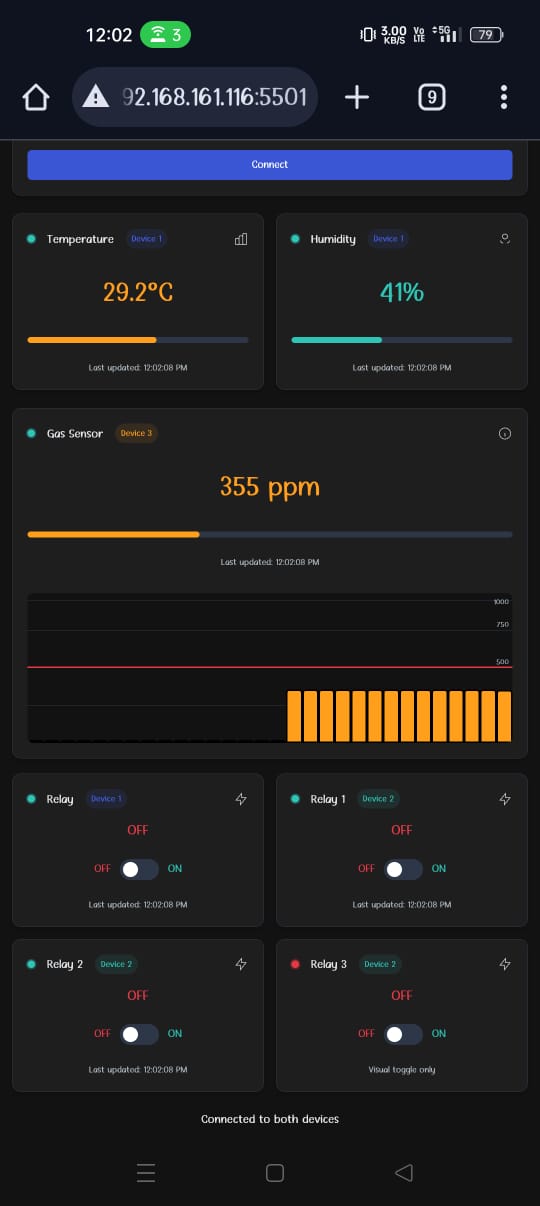 12:02 3 3.00 KB/S Vo LTE 5G 79
92.168.161.116:5501 9
Connect
Temperature Device 1
29.2°C
Last updated: 12:02:08 PM
Humidity Device 1
41%
Last updated: 12:02:08 PM
Gas Sensor Device 3
355 ppm
Last updated: 12:02:08 PM
1000
750
500
Relay Device 1
OFF
OFF ON
Last updated: 12:02:08 PM
Relay 1 Device 2
OFF
OFF ON
Last updated: 12:02:08 PM
Relay 2 Device 2
OFF
OFF ON
Last updated: 12:02:08 PM
Relay 3 Device 2
OFF
OFF ON
Visual toggle only
Connected to both devices